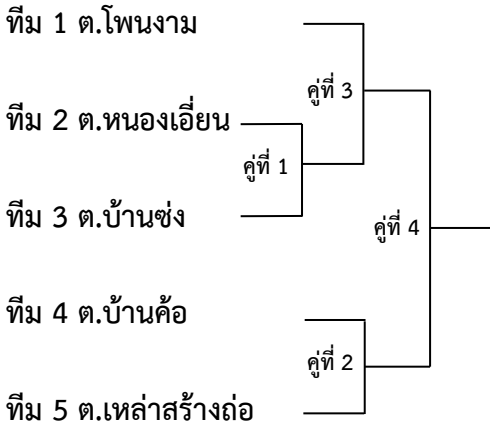 ทีม 1 ต.โพนงาม
คู่ที่ 3
ทีม 2 ต.หนองเอี่ยน
คู่ที่ 1
ทีม 3 ต.บ้านซ่ง
คู่ที่ 4
ทีม 4 ต.บ้านค้อ
คู่ที่ 2
ทีม 5 ต.เหล่าสร้างถ่อ